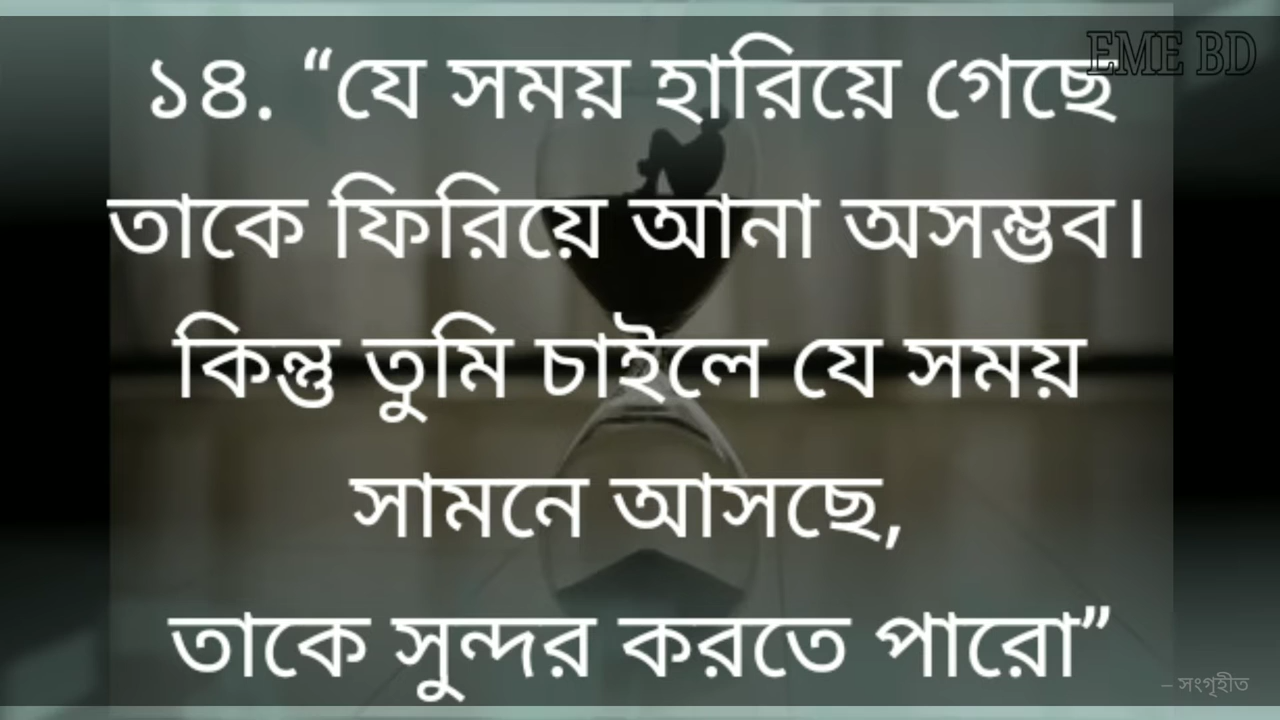 EME BD
১৪. “যে সময় হারিয়ে গেছে
তাকে ফিরিয়ে আনা অসম্ভব।
কিন্তু তুমি চাইলে যে সময়
সামনে আসছে,
তাকে সুন্দর করতে পারো”
– সংগৃহীত